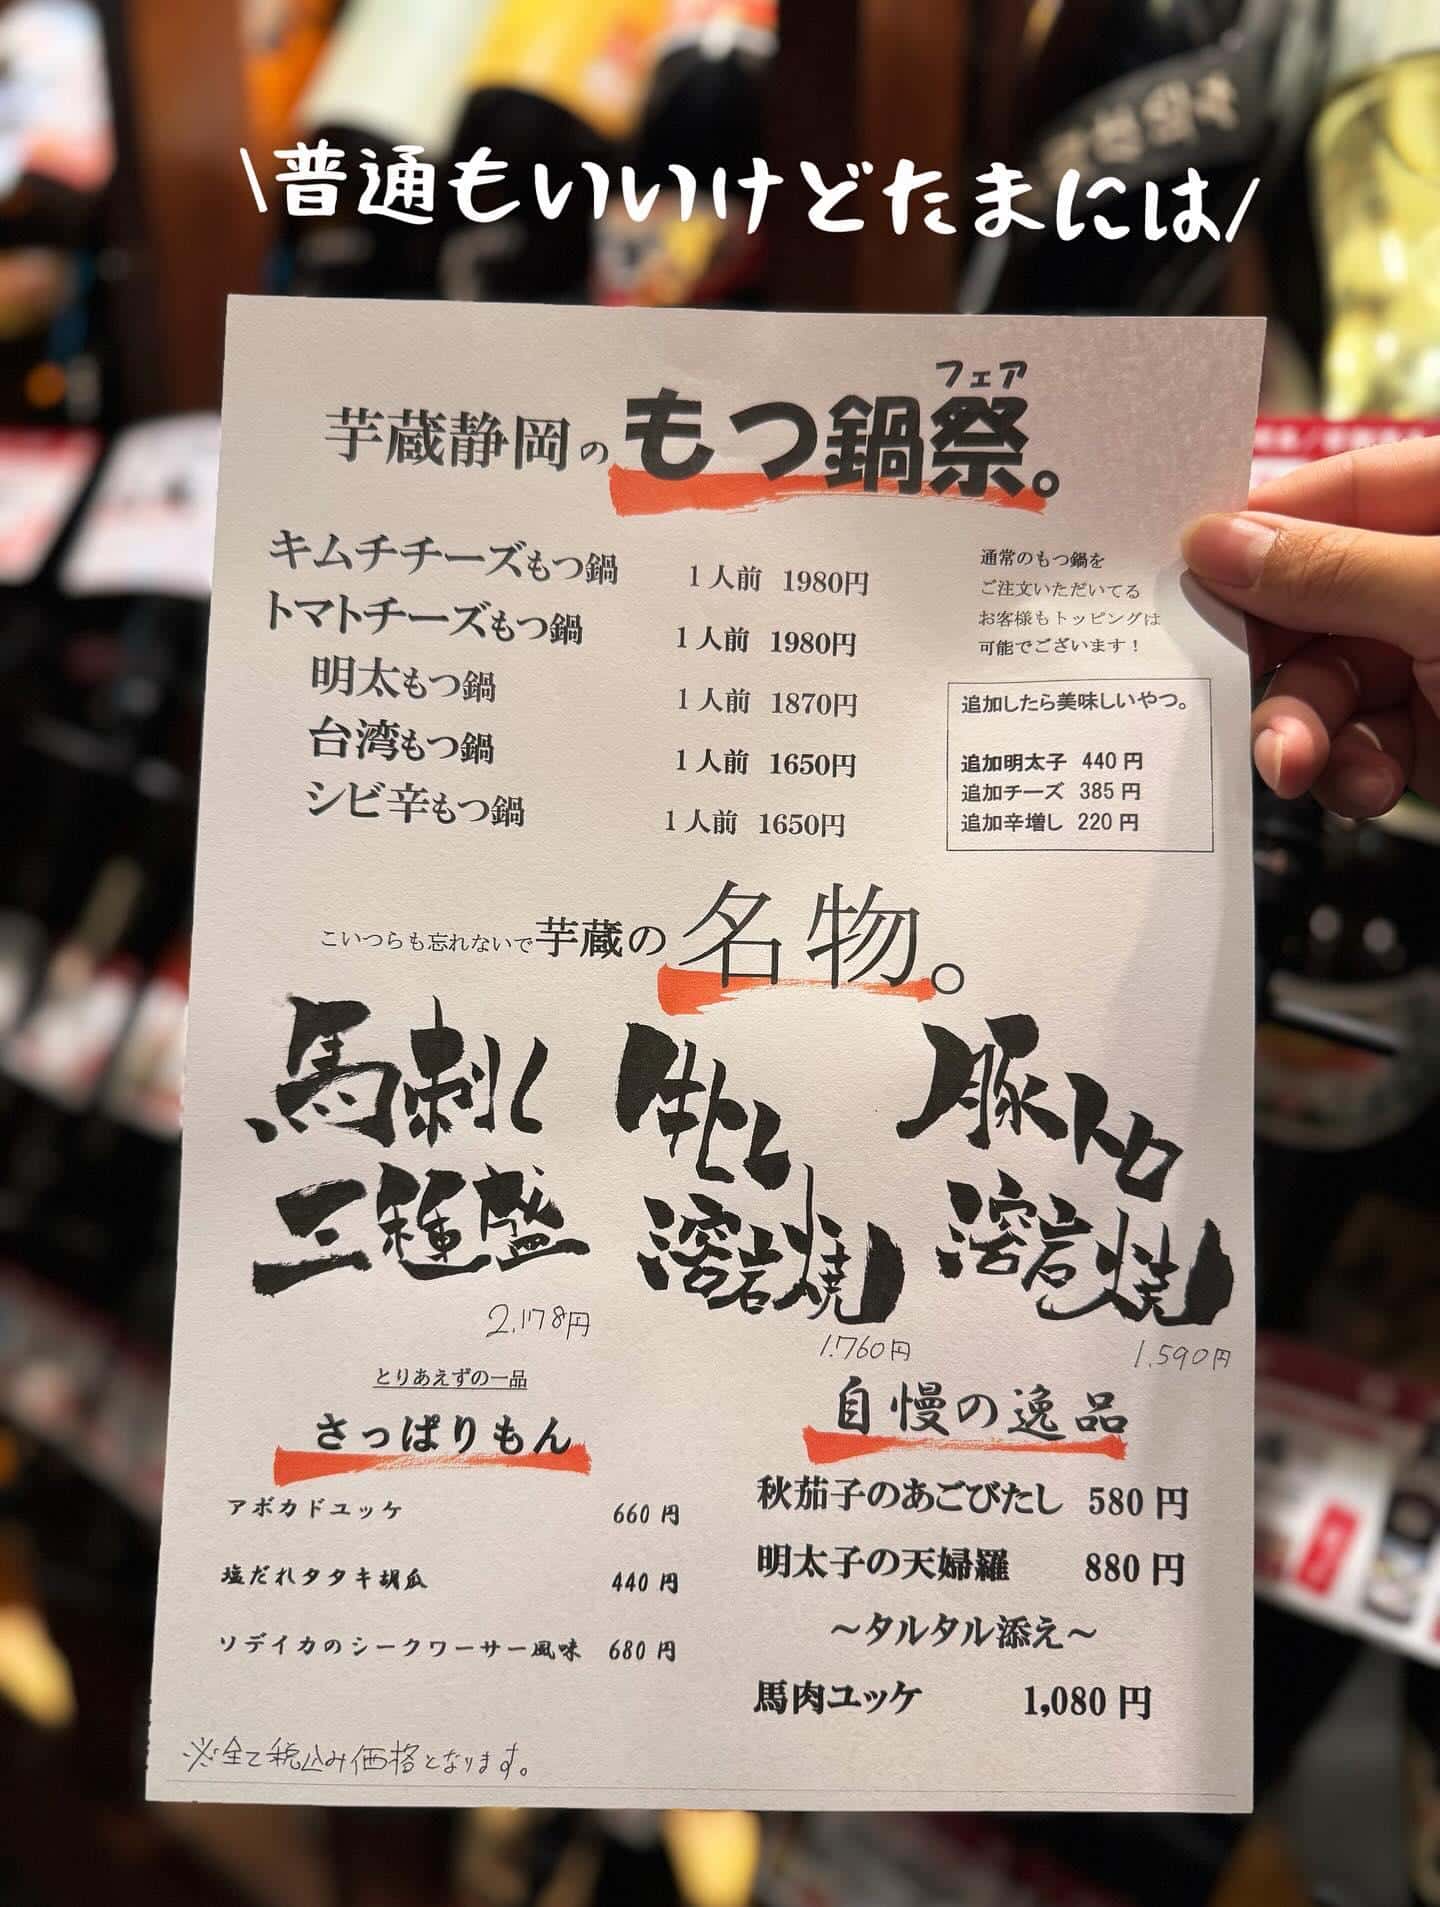 \普通もいいけどたまには/
フェア
芋蔵静岡のもつ鍋祭。
キムチチーズもつ鍋 1人前 1980円
トマトチーズもつ鍋 1人前 1980円
明太もつ鍋 1人前 1870円
台湾もつ鍋 1人前 1650円
シビ辛もつ鍋 1人前 1650円
通常のもつ鍋を
ご注文いただいてる
お客様もトッピングは
可能でございます！
追加したら美味しいやつ。
追加明太子 440円
追加チーズ 385円
追加辛増し 220円
こいつらも忘れないで芋蔵の名物。
馬刺し
三種盛
2.178円
牛ヒレ
溶岩焼
1.760円
豚トロ
溶岩焼
1.590円
とりあえずの一品
さっぱりもん
アボカドユッケ 660円
塩だれタタキ胡瓜 440円
ソデイカのシークワーサー風味 680円
自慢の逸品
秋茄子のあごびたし 580円
明太子の天婦羅 880円
～タルタル添え～
馬肉ユッケ 1,080円
※全て税込み価格となります。